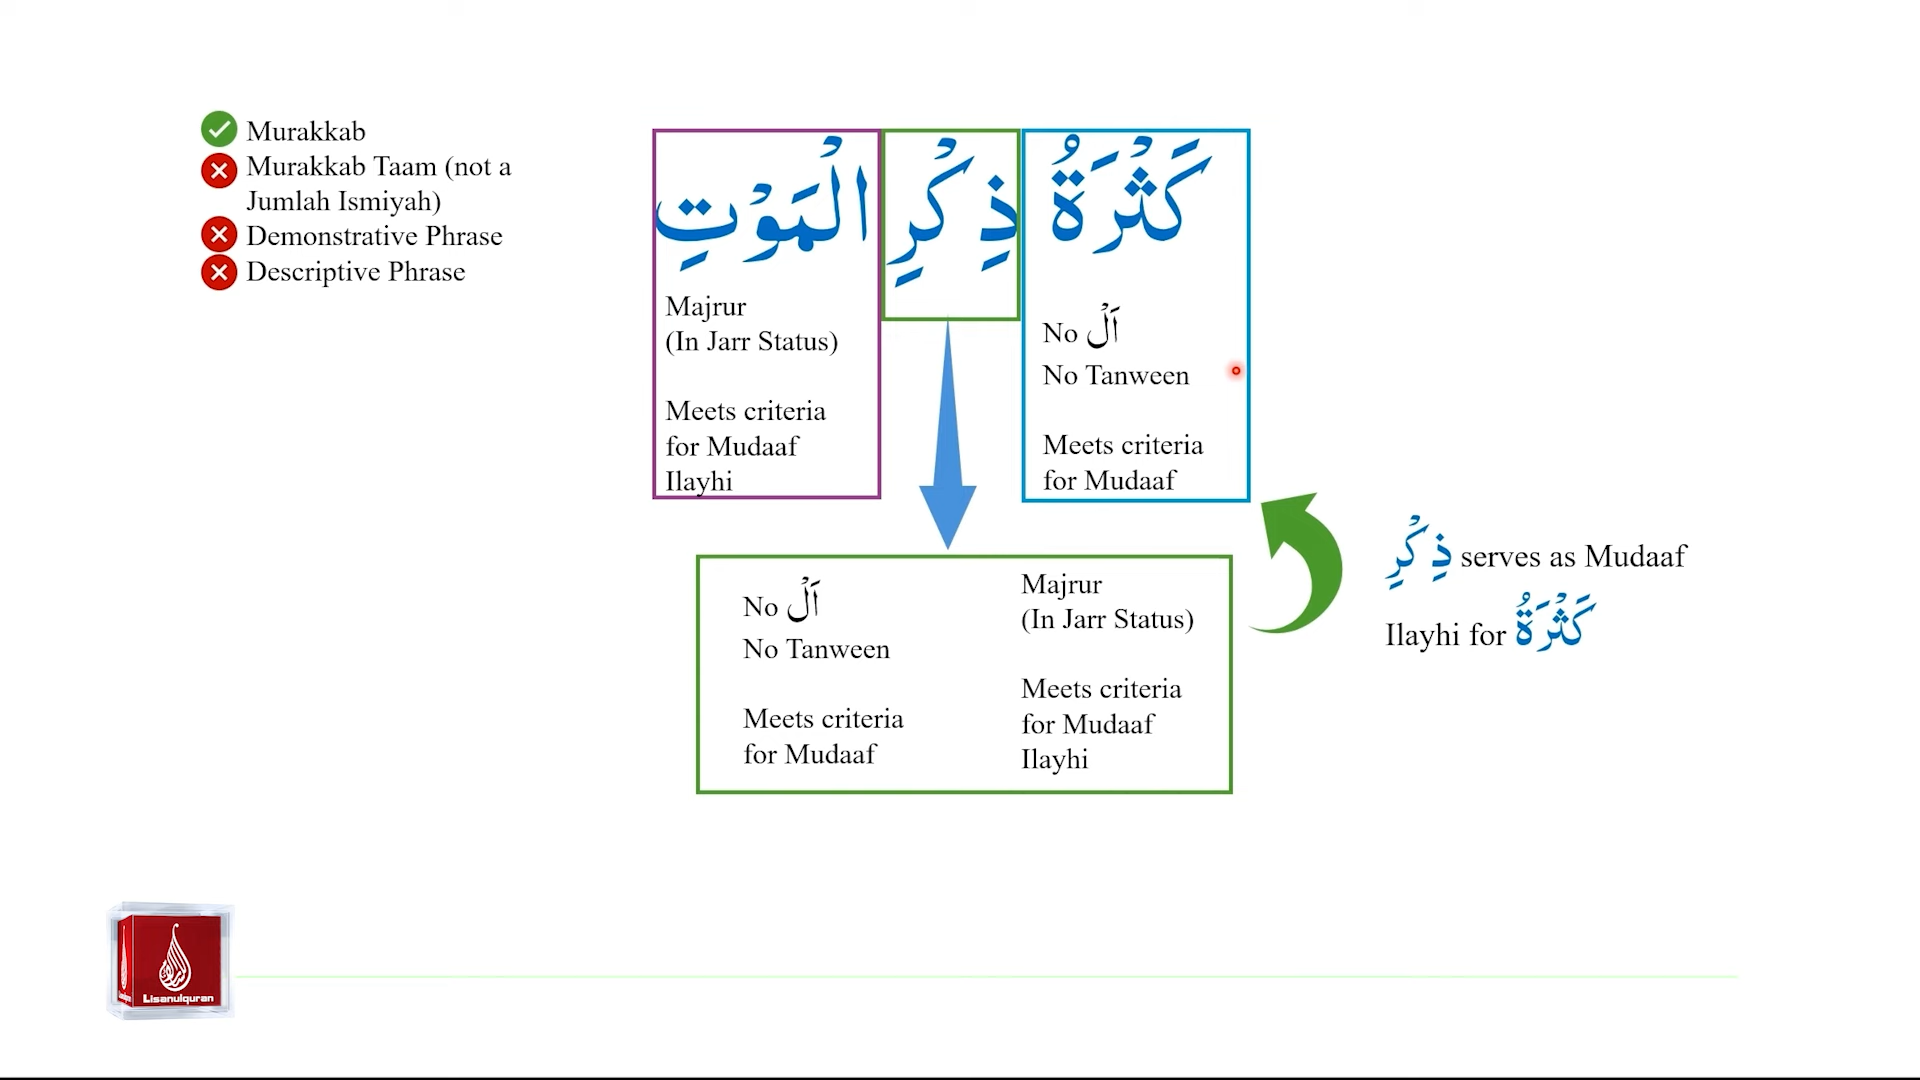 Murakkab
Murakkab Taam (not a
Jumlah Ismiyah)
Demonstrative Phrase
Descriptive Phrase
كَثْرَةُ ذِكْرِ الْمَوْتِ
Majrur
(In Jarr Status)
Meets criteria
for Mudaaf
Ilayhi
No اَلْ
No Tanween
Meets criteria
for Mudaaf
No اَلْ
No Tanween
Meets criteria
for Mudaaf
Majrur
(In Jarr Status)
Meets criteria
for Mudaaf
Ilayhi
ذِكْرِ serves as Mudaaf
Ilayhi for كَثْرَةُ
Lisanulquran